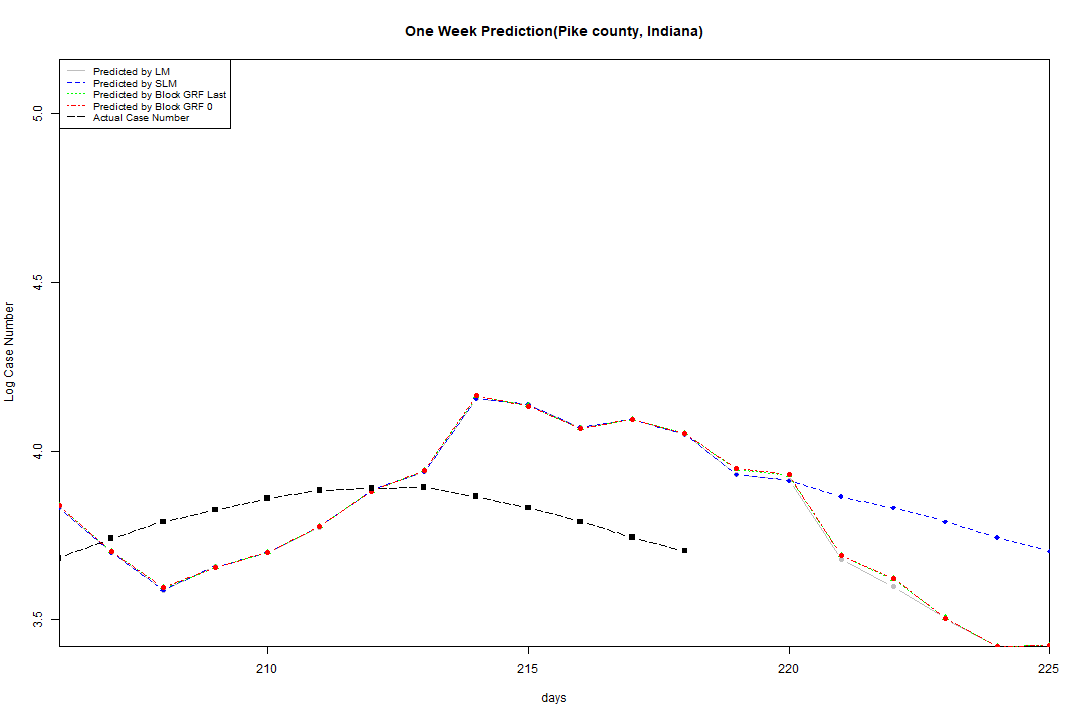 One Week Prediction(Pike county, Indiana)
Predicted by LM
Predicted by SLM
Predicted by Block GRF Last
Predicted by Block GRF 0
Actual Case Number
5.0
4.5
4.0
3.5
Log Case Number
210
215
220
225
days